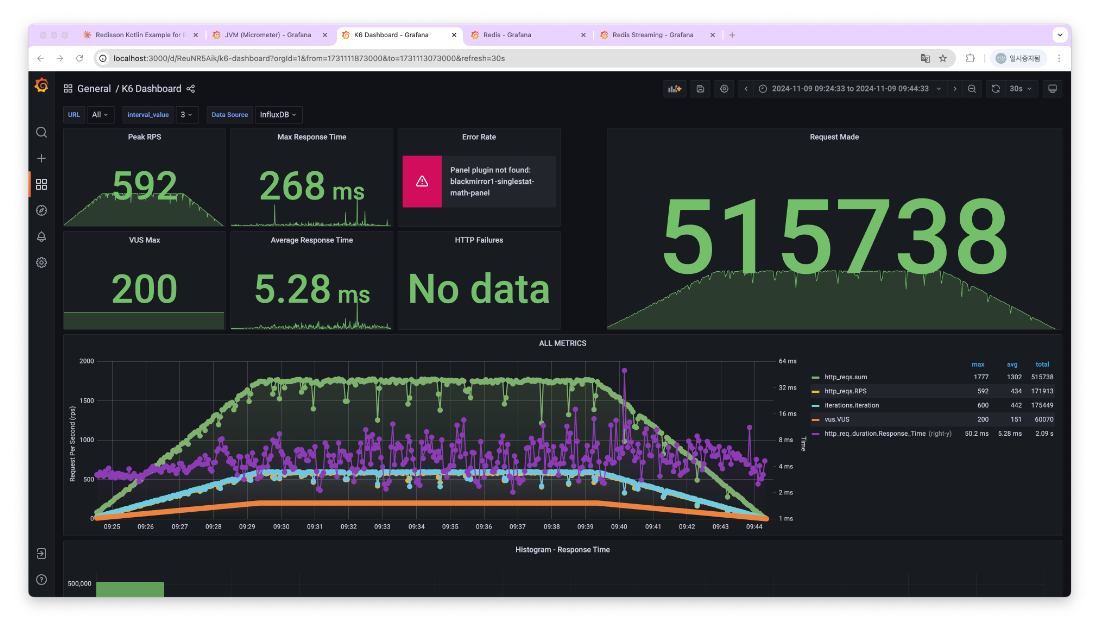 Redisson Kotlin Example for R
JVM (Micrometer) - Grafana
K6 Dashboard - Grafana
Redis - Grafana
Redis Streaming - Grafana
localhost:3000/d/ReuNR5Aik/k6-dashboard?orgId=1&from=1731111873000&to=1731113073000&refresh=30s
일시중지됨
General / K6 Dashboard
2024-11-09 09:24:33 to 2024-11-09 09:44:33
30s
URL All interval_value 3 Data Source InfluxDB
Peak RPS
592
Max Response Time
268 ms
Error Rate
Panel plugin not found:
blackmirror1-singlestat-
math-panel
Request Made
515738
VUS Max
200
Average Response Time
5.28 ms
HTTP Failures
No data
ALL METRICS
Request Per Second (rps)
2000
1500
1000
500
0
64 ms
32 ms
16 ms
8 ms
4 ms
2 ms
1 ms
Time
09:25 09:26 09:27 09:28 09:29 09:30 09:31 09:32 09:33 09:34 09:35 09:36 09:37 09:38 09:39 09:40 09:41 09:42 09:43 09:44
max avg total
http_reqs.sum 1777 1302 515738
http_reqs.RPS 592 434 171913
iterations.iteration 600 442 175449
vus.VUS 200 151 60070
http_req_duration.Response_Time (right-y) 50.2 ms 5.28 ms 2.09 s
Histogram - Response Time
500,000